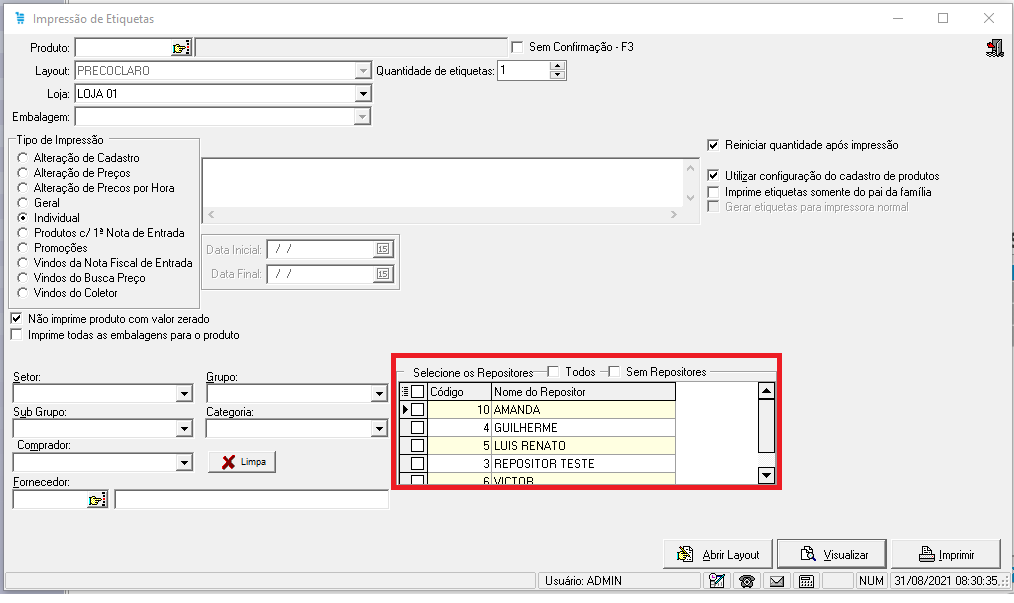 Impressão de Etiquetas
Produto:
Sem Confirmação - F3
Layout: PRECOCLARO
Quantidade de etiquetas: 1
Loja: LOJA 01
Embalagem:
Tipo de Impressão
Alteração de Cadastro
Alteração de Preços
Alteração de Precos por Hora
Geral
Individual
Produtos c/ 1ª Nota de Entrada
Promoções
Vindos da Nota Fiscal de Entrada
Vindos do Busca Preço
Vindos do Coletor
Reiniciar quantidade após impressão
Utilizar configuração do cadastro de produtos
Imprime etiquetas somente do pai da família
Gerar etiquetas para impressora normal
Data Inicial: / / 15
Data Final: / / 15
Não imprime produto com valor zerado
Imprime todas as embalagens para o produto
Setor:
Grupo:
Sub Grupo:
Categoria:
Comprador:
Limpa
Fornecedor:
Selecione os Repositores Todos Sem Repositores
Código Nome do Repositor
10 AMANDA
4 GUILHERME
5 LUIS RENATO
3 REPOSITOR TESTE
6 VICTOR
Abrir Layout
Visualizar
Imprimir
Usuário: ADMIN
NUM
31/08/2021 08:30:35